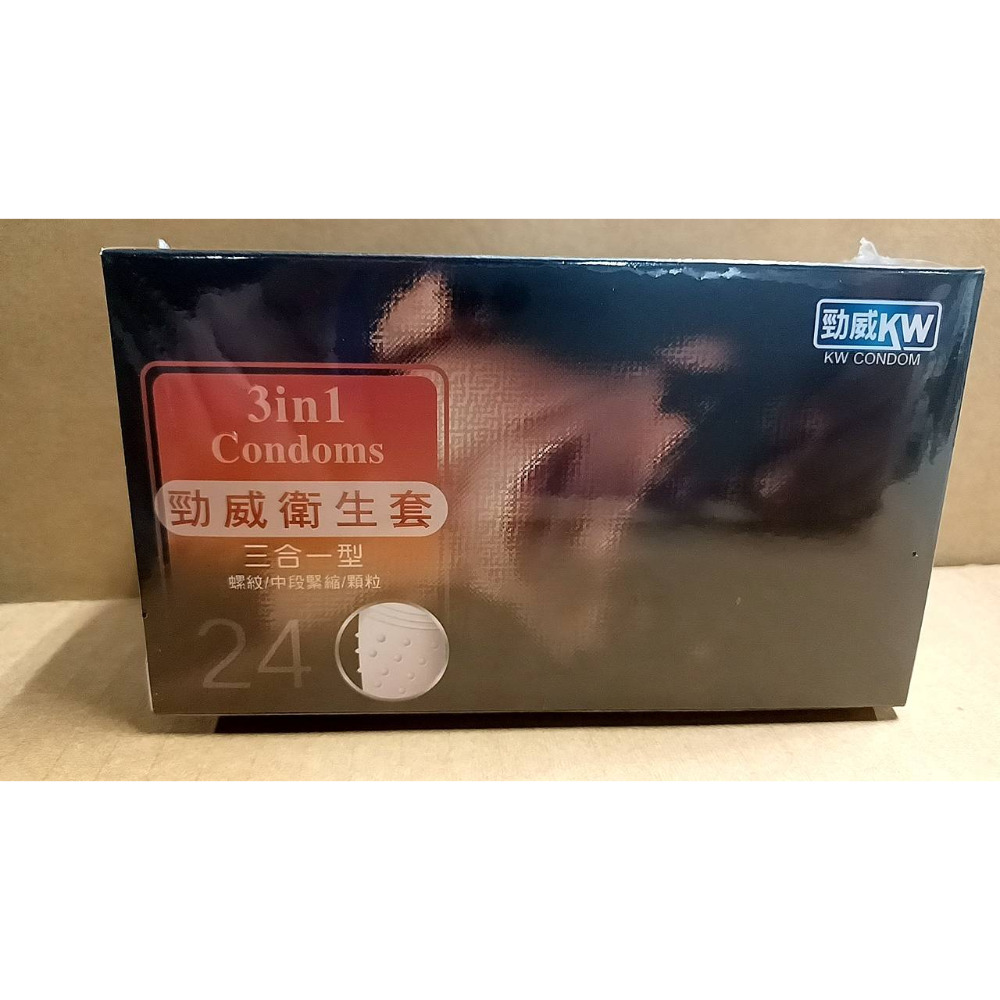 勁威KW
KW CONDOM
3in1
Condoms
勁威衛生套
三合一型
螺紋/中段緊縮/顆粒
24